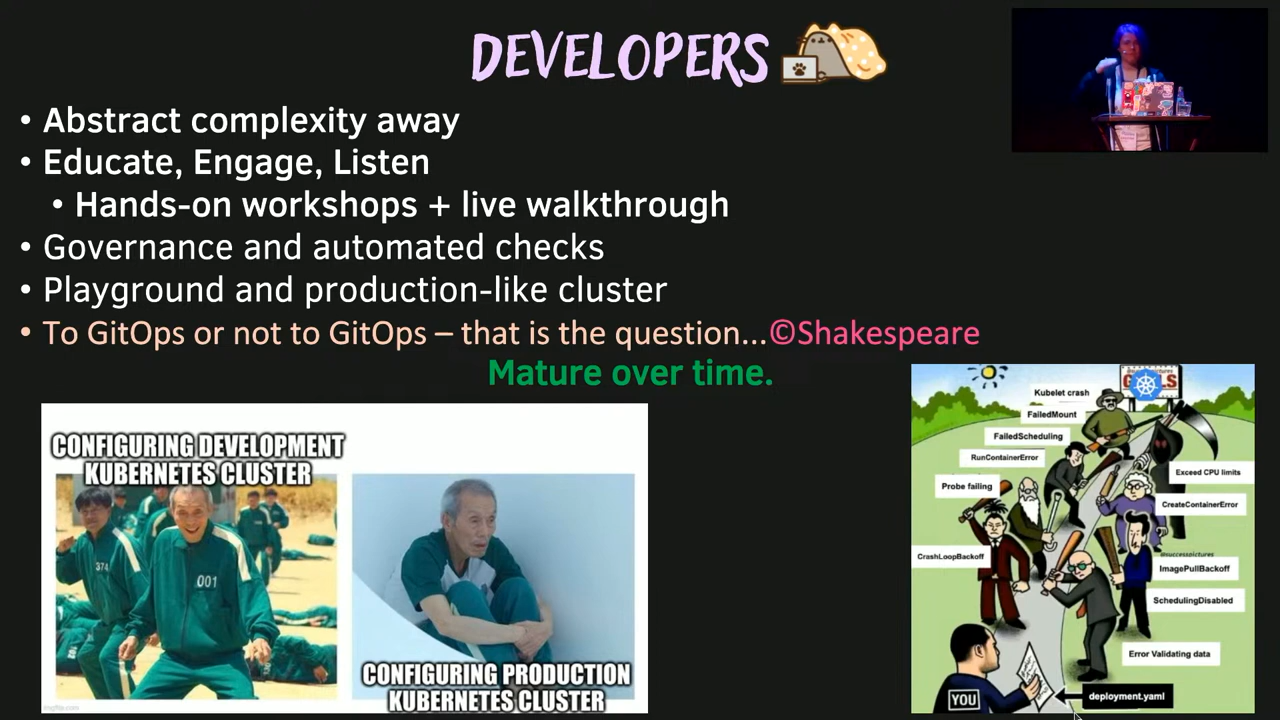 DEVELOPERS
• Abstract complexity away
• Educate, Engage, Listen
• Hands-on workshops + live walkthrough
• Governance and automated checks
• Playground and production-like cluster
• To GitOps or not to GitOps – that is the question...©Shakespeare
Mature over time.
CONFIGURING DEVELOPMENT
KUBERNETES CLUSTER
374
001
CONFIGURING PRODUCTION
KUBERNETES CLUSTER
imgflip.com
Kubelet crash
FailedMount
FailedScheduling
RunContainerError
Exceed CPU limits
Probe failing
CreateContainerError
@successpictures
CrashLoopBackoff
ImagePullBackoff
SchedulingDisabled
Error Validating data
YOU
deployment.yaml